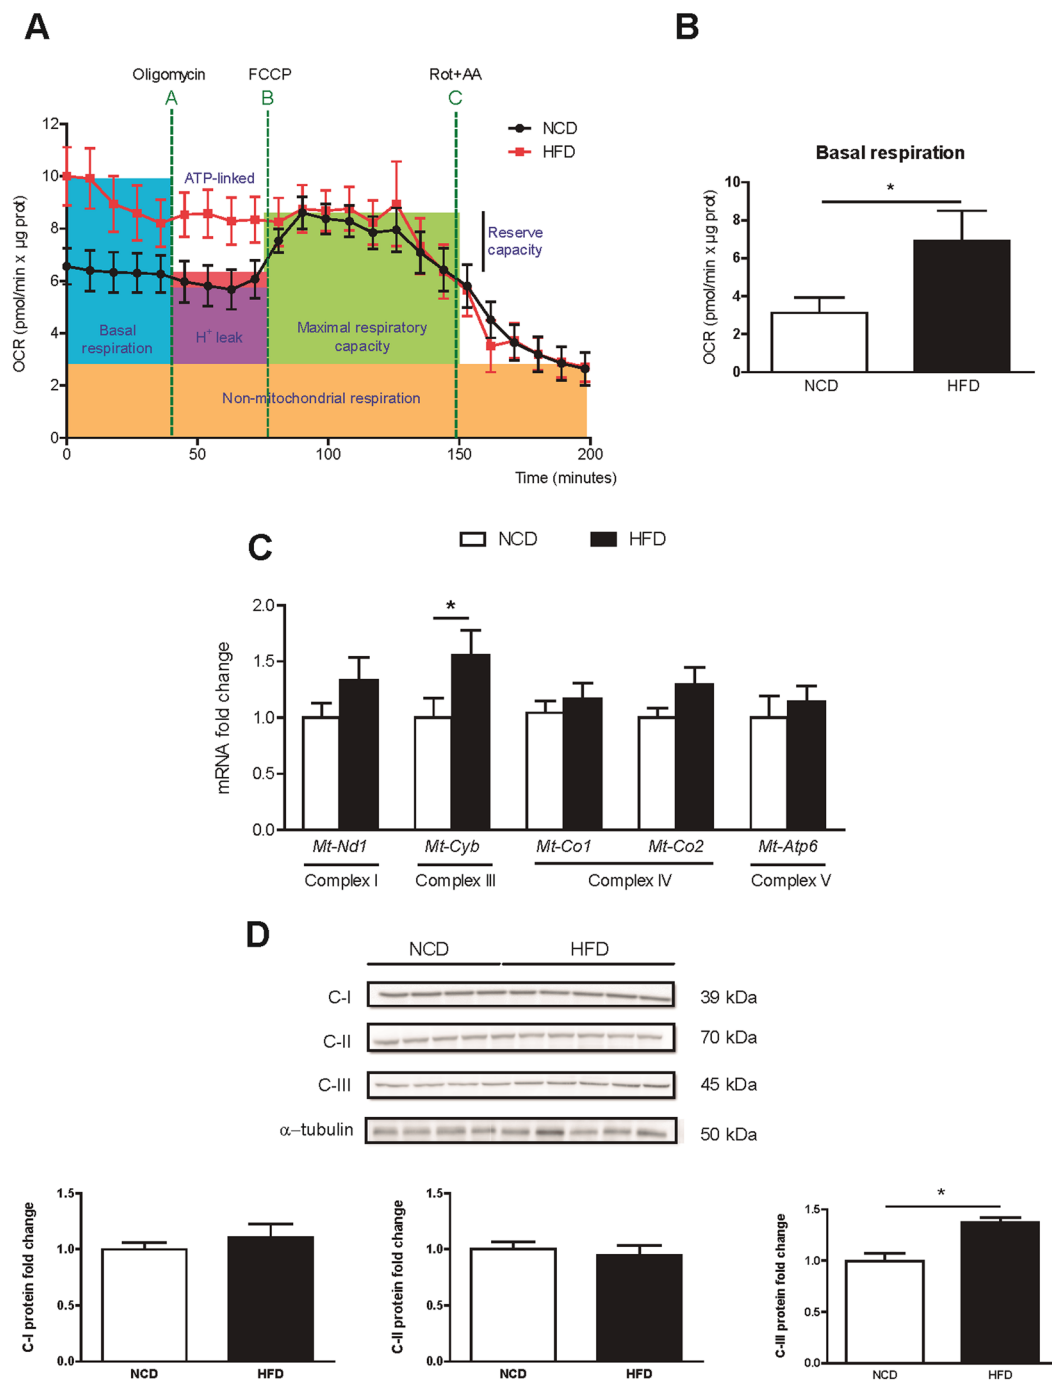 A
B
Oligomycin
FCCP
Rot+AA
A
B
C
NCD
HFD
OCR (pmol/min x µg prot)
12
10
8
6
4
2
0
ATP-linked
Reserve
capacity
Basal
respiration
H+ leak
Maximal respiratory
capacity
Non-mitochondrial respiration
0
50
100
150
200
Time (minutes)
Basal respiration
*
OCR (pmol/min x µg prot)
10
8
6
4
2
0
NCD
HFD
C
NCD
HFD
mRNA fold change
2.0
1.5
1.0
0.5
0.0
*
Mt-Nd1
Mt-Cyb
Mt-Co1
Mt-Co2
Mt-Atp6
Complex I
Complex III
Complex IV
Complex V
D
NCD
HFD
C-I
39 kDa
C-II
70 kDa
C-III
45 kDa
α–tubulin
50 kDa
C-I protein fold change
1.5
1.0
0.5
0.0
NCD
HFD
C-II protein fold change
1.5
1.0
0.5
0.0
NCD
HFD
*
C-III protein fold change
1.5
1.0
0.5
0.0
NCD
HFD